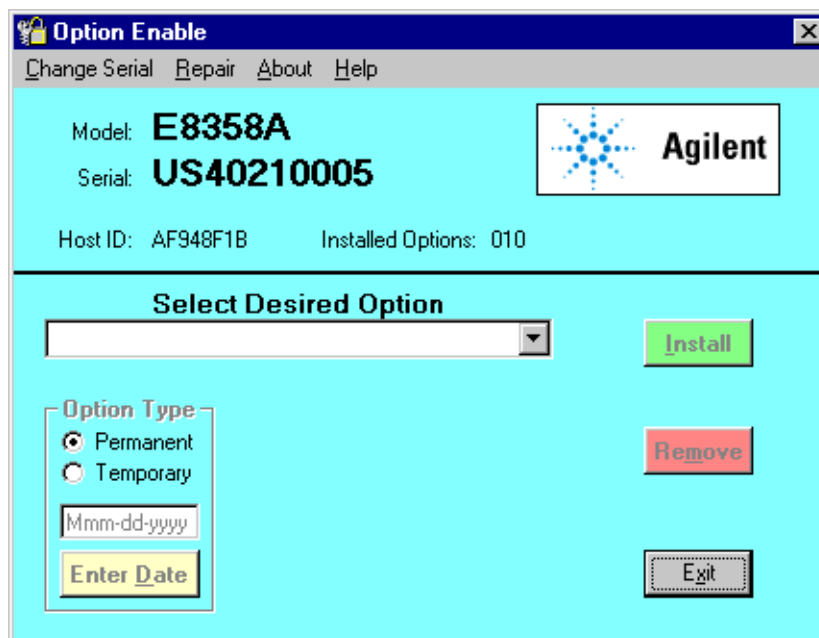 Option Enable
Change Serial Repair About Help
Model: E8358A
Agilent
Serial: US40210005
Host ID: AF948F1B Installed Options: 010
Select Desired Option
Install
Option Type
Permanent
Remove
Temporary
Mmm-dd-yyyy
Enter Date
Exit